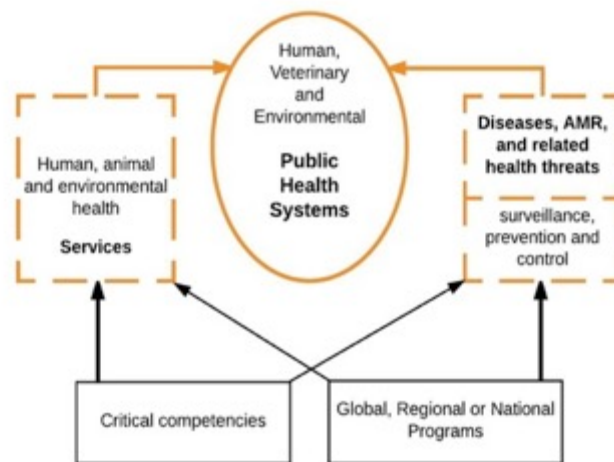 Human,
Veterinary
and
Environmental
Public
Health
Systems
Human, animal
and environmental
health
Services
Diseases, AMR,
and related
health threats
surveillance,
prevention and
control
Critical competencies
Global, Regional or National
Programs